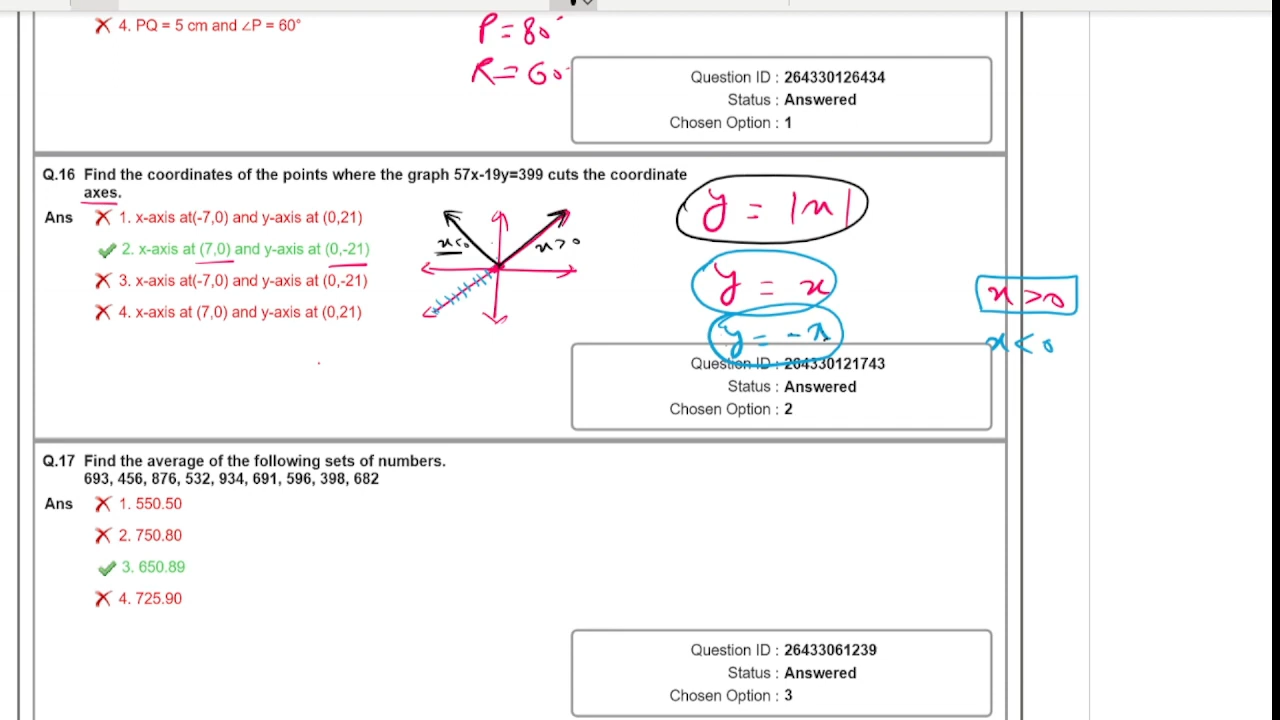 4. PQ = 5 cm and ∠P = 60°
P = 80°
R = 60°
Question ID : 264330126434
Status : Answered
Chosen Option : 1
Q.16 Find the coordinates of the points where the graph 57x-19y=399 cuts the coordinate
axes.
Ans 1. x-axis at(-7,0) and y-axis at (0,21)
2. x-axis at (7,0) and y-axis at (0,-21)
3. x-axis at(-7,0) and y-axis at (0,-21)
4. x-axis at (7,0) and y-axis at (0,21)
x<0
x>0
y = |x|
y = x
x>0
y = -x
x<0
Question ID : 264330121743
Status : Answered
Chosen Option : 2
Q.17 Find the average of the following sets of numbers.
693, 456, 876, 532, 934, 691, 596, 398, 682
Ans 1. 550.50
2. 750.80
3. 650.89
4. 725.90
Question ID : 26433061239
Status : Answered
Chosen Option : 3